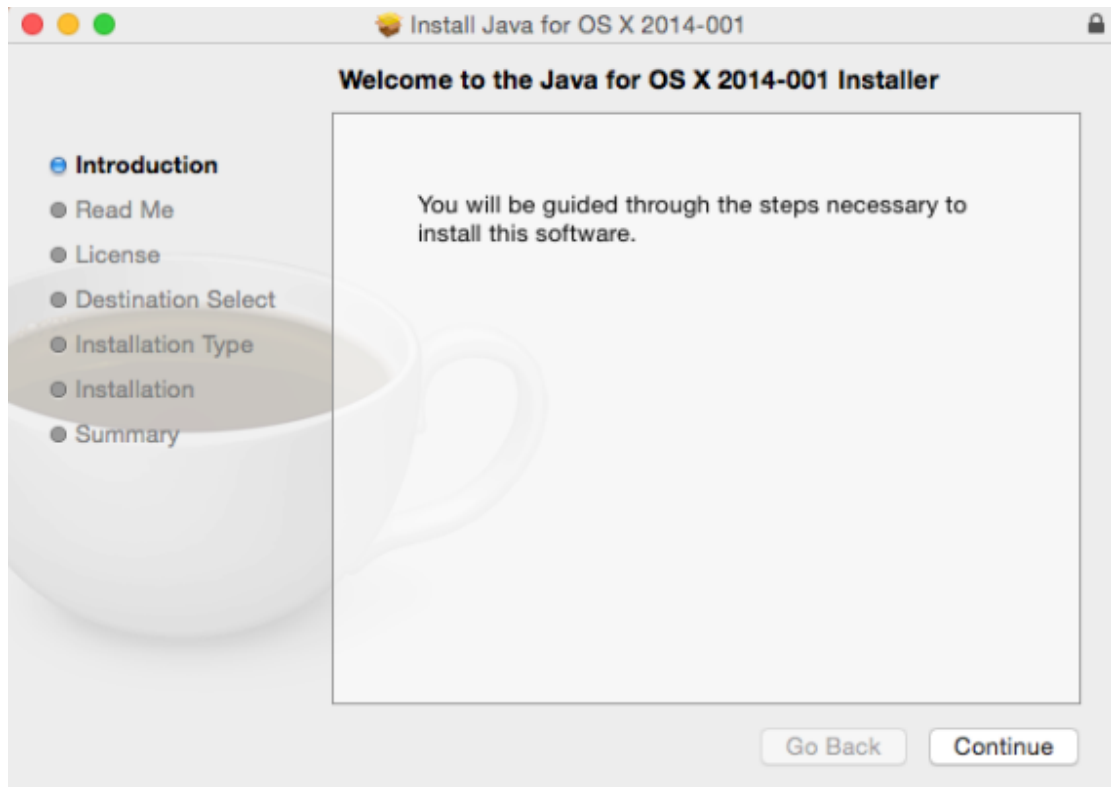 Install Java for OS X 2014-001
Welcome to the Java for OS X 2014-001 Installer
Introduction
Read Me
License
Destination Select
Installation Type
Installation
Summary
You will be guided through the steps necessary to
install this software.
Go Back
Continue